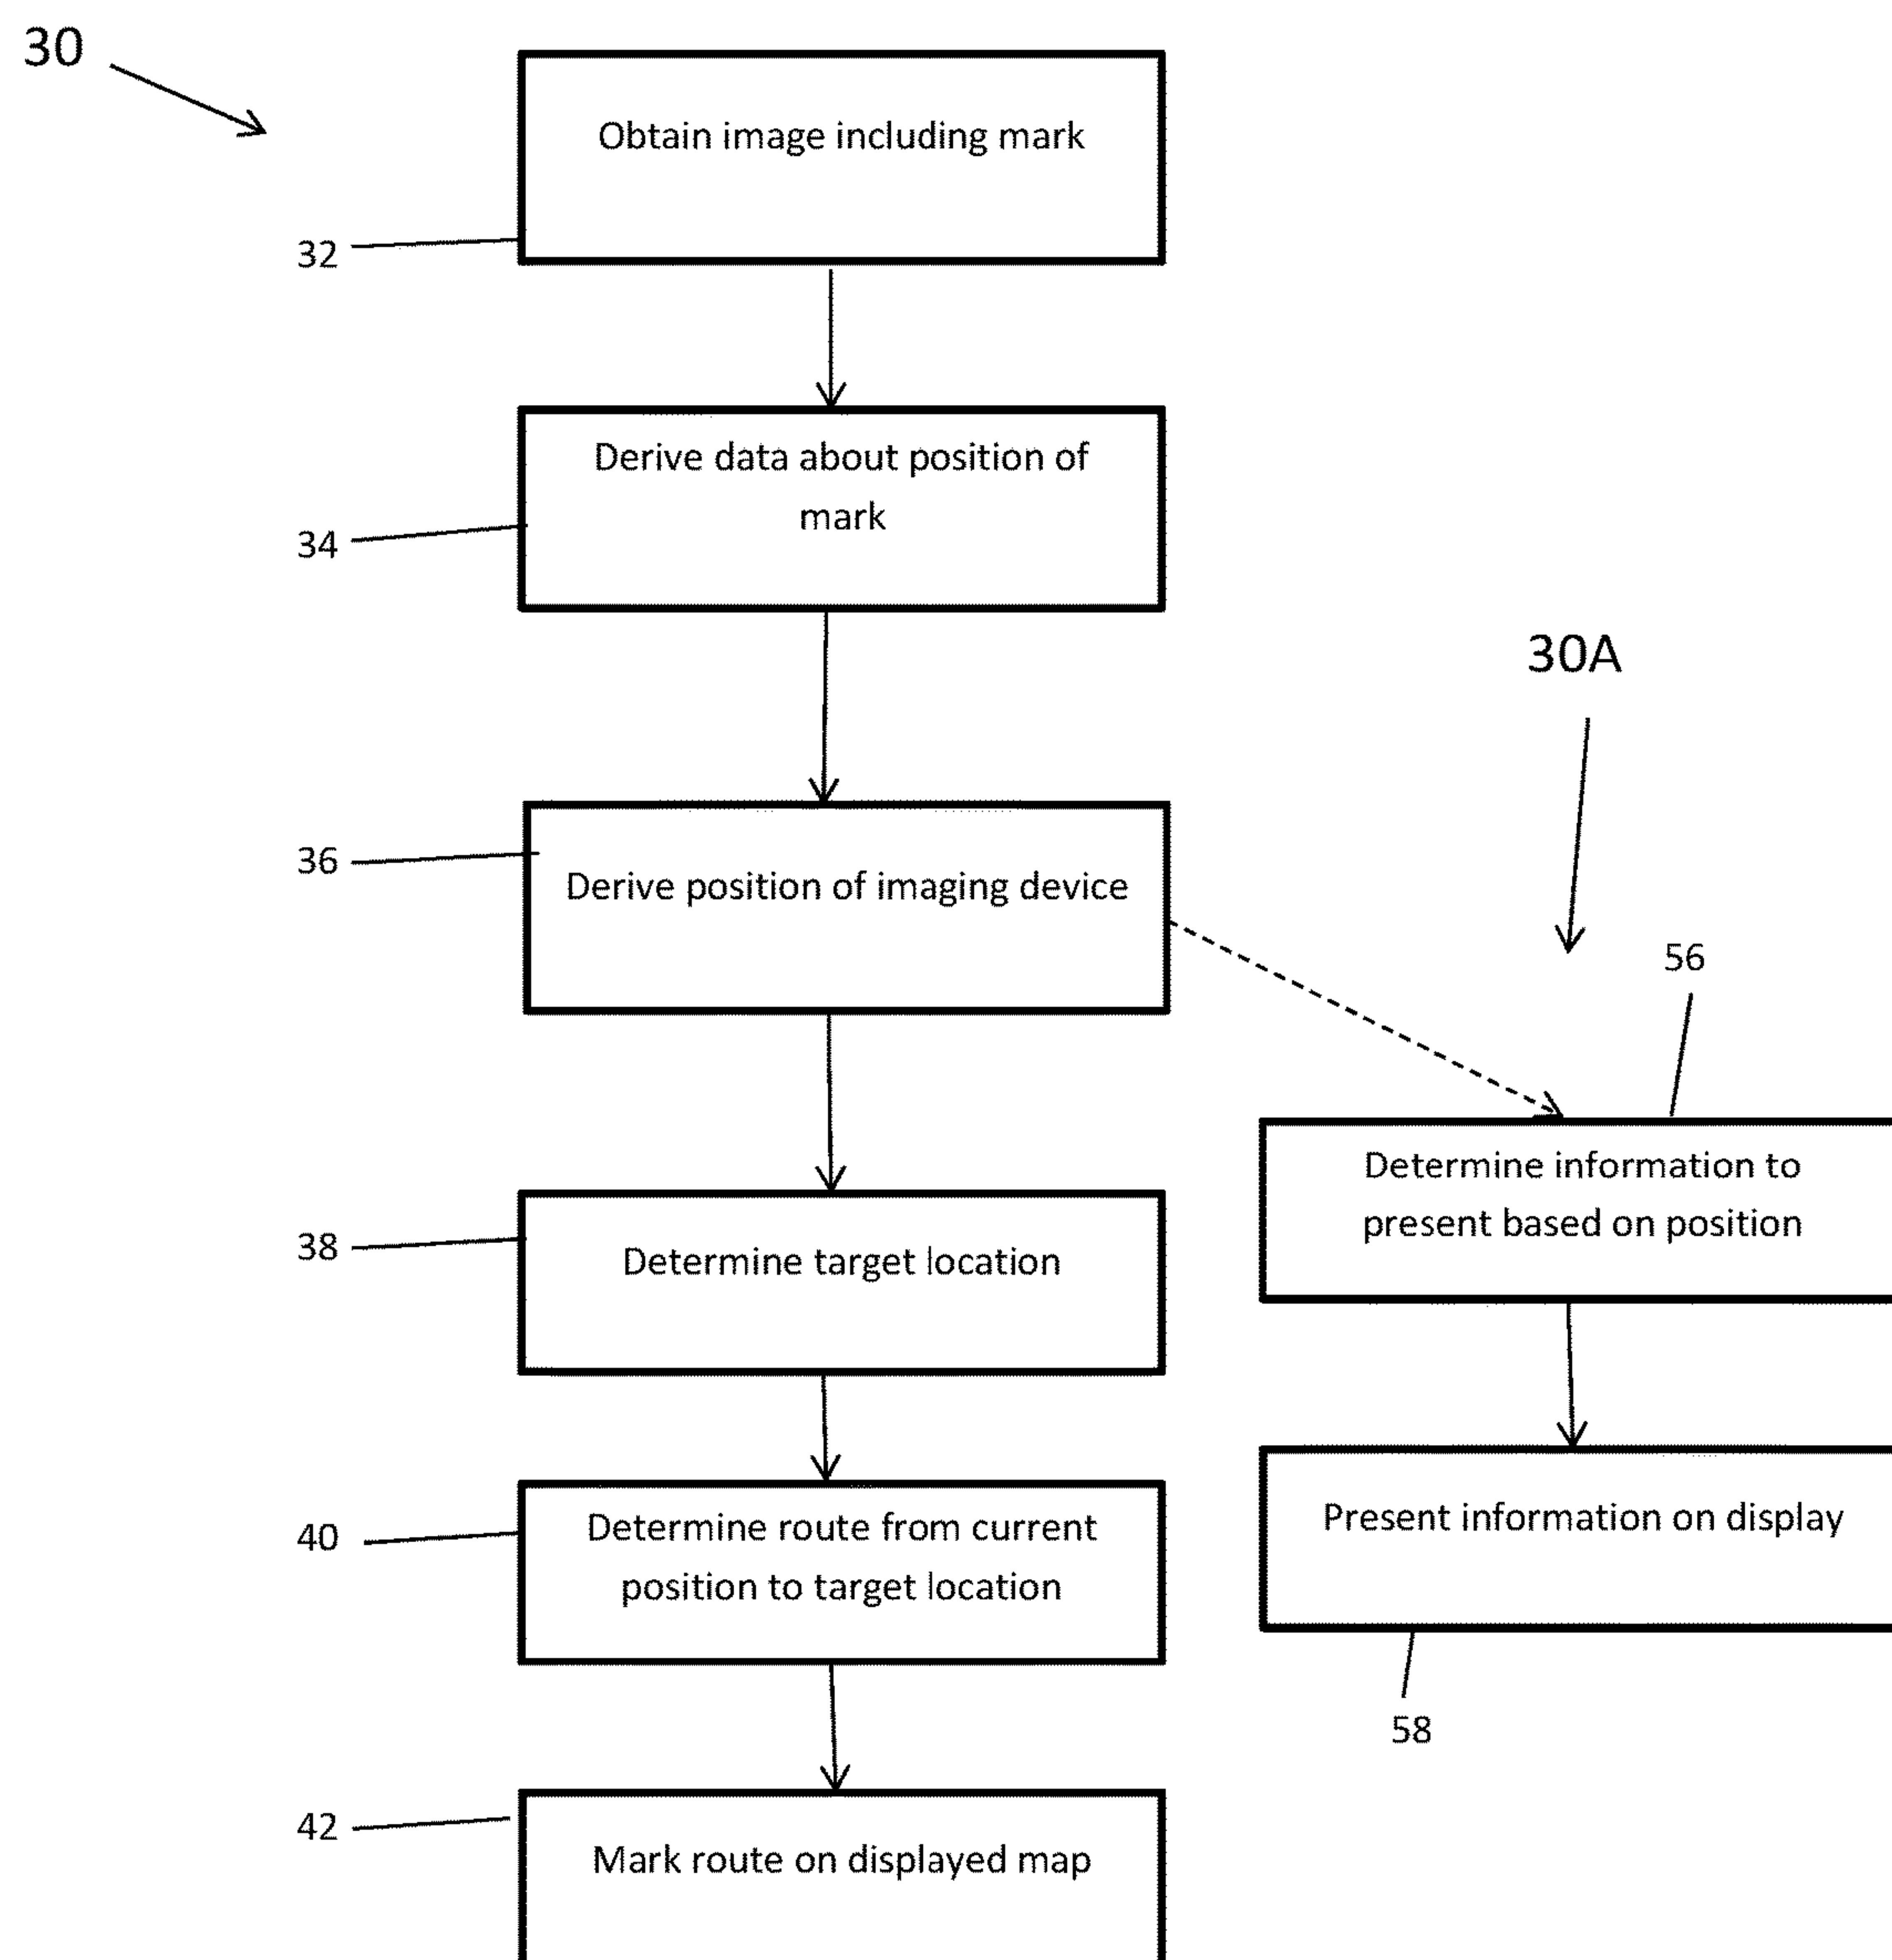 30
Obtain image including mark
32
Derive data about position of
mark
34
30A
36
Derive position of imaging device
56
Determine information to
present based on position
38
Determine target location
40
Determine route from current
position to target location
Present information on display
58
42
Mark route on displayed map